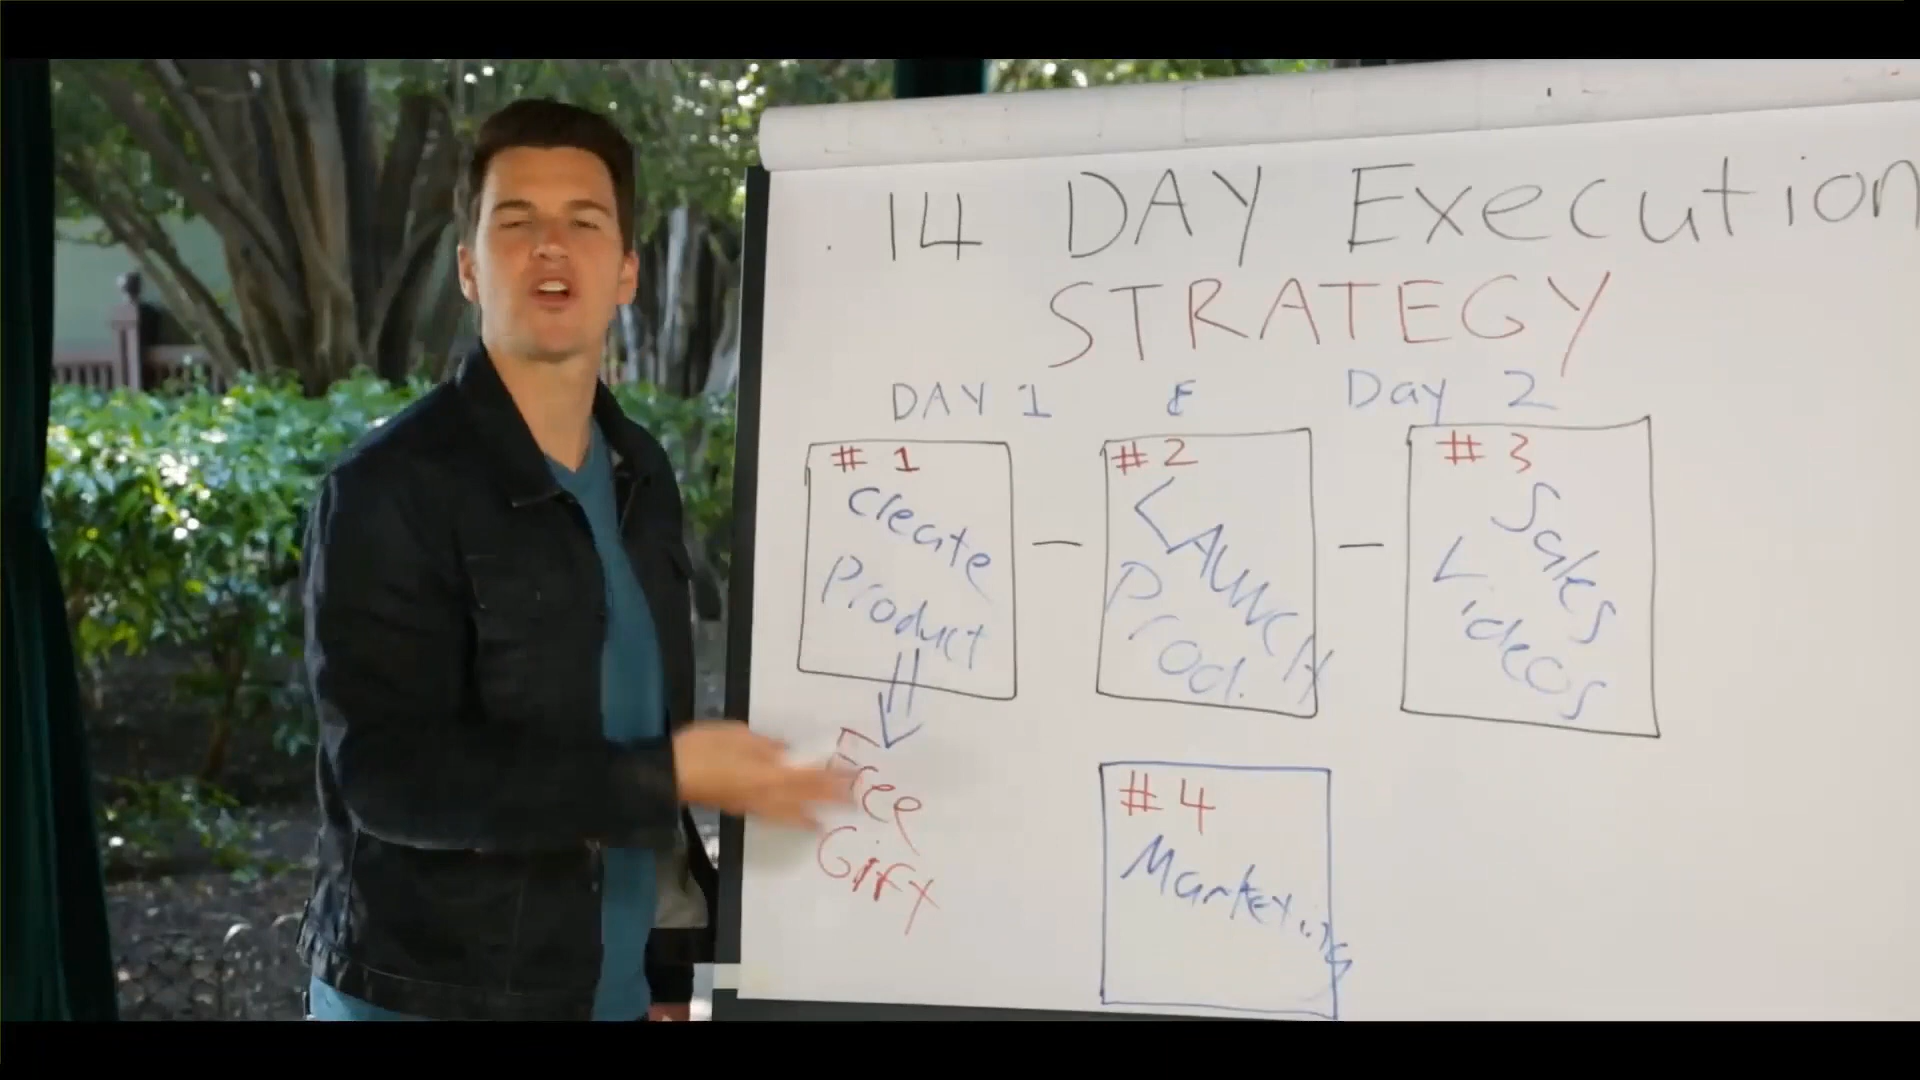 14 DAY Execution
STRATEGY
DAY 1 & Day 2
# 1
Create
Product
Free
Gift
# 2
LAUNCH
Prod.
# 3
Sales
Videos
# 4
Marketing